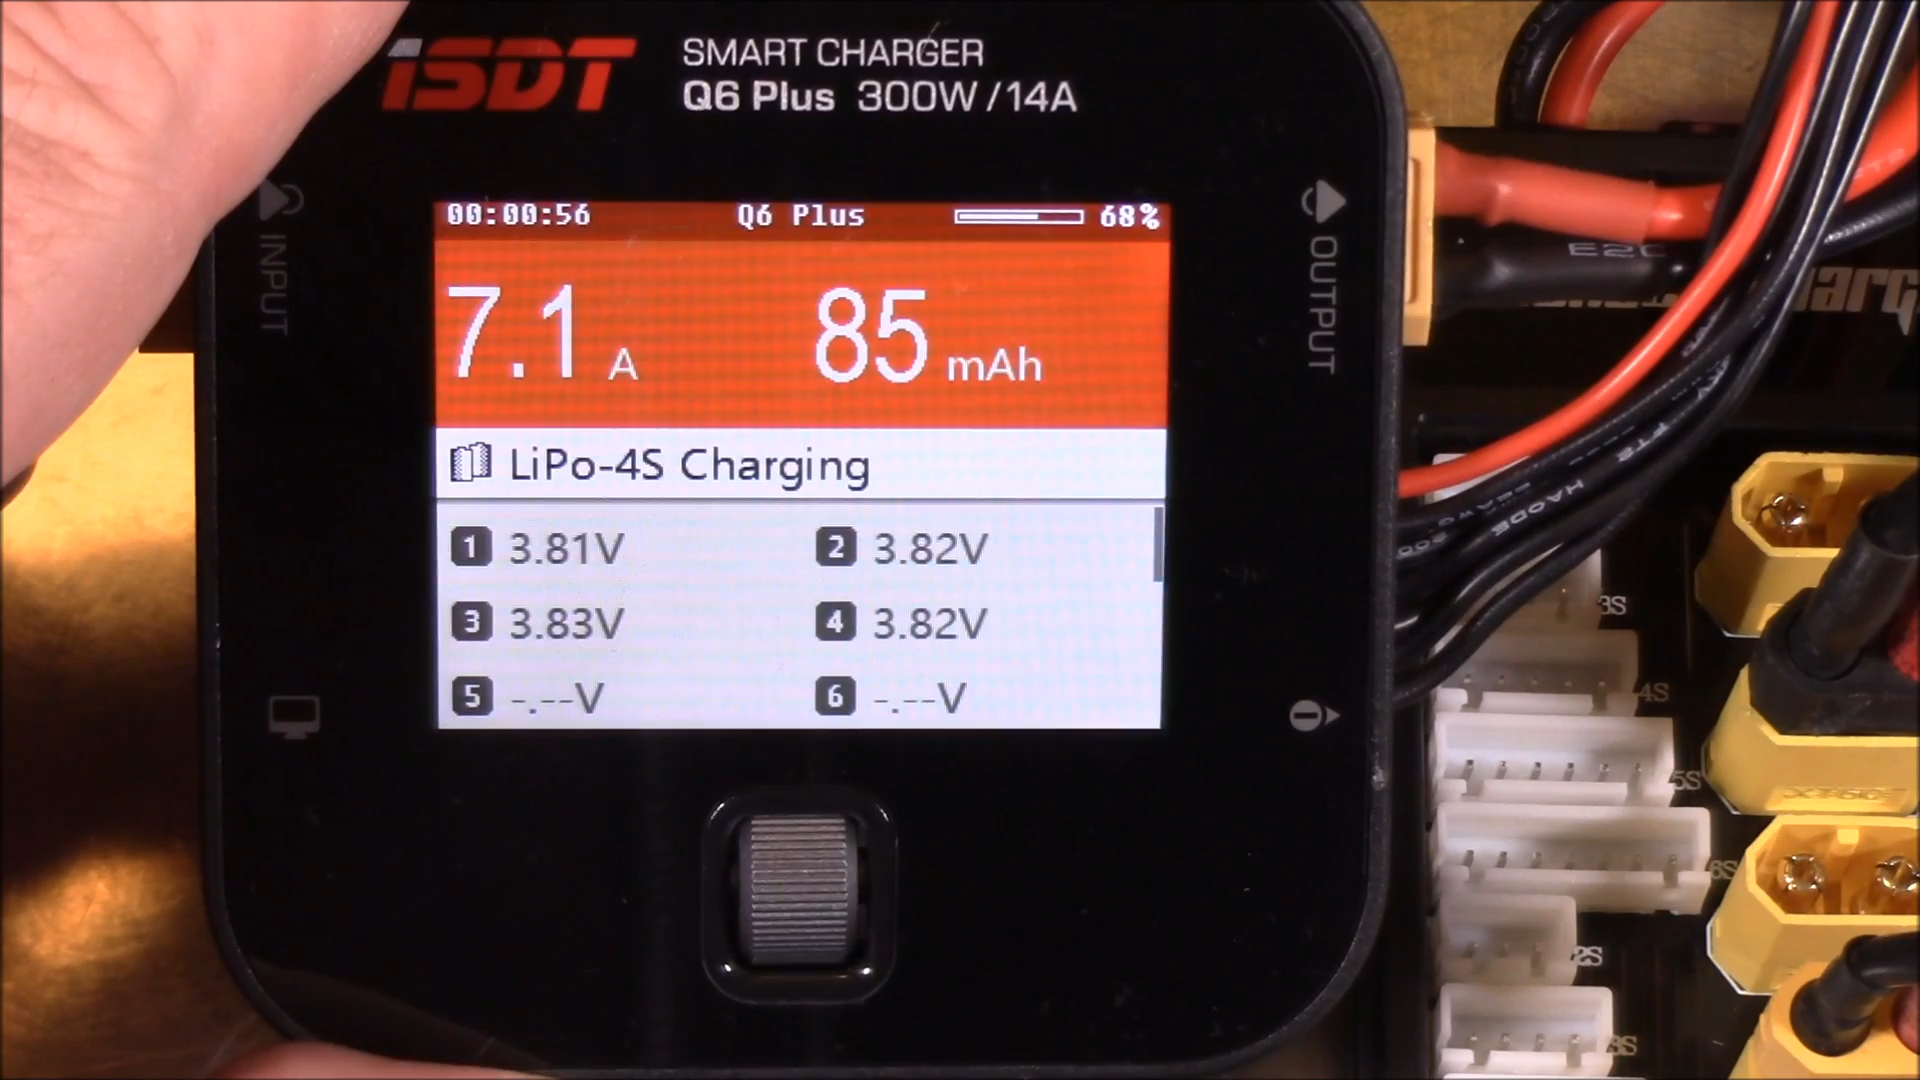 iSDT
SMART CHARGER
Q6 Plus 300W/14A
INPUT
OUTPUT
00:00:56 Q6 Plus 68%
7.1 A 85 mAh
LiPo-4S Charging
1 3.81V 2 3.82V
3 3.83V 4 3.82V
5 -.--V 6 -.--V
HAODE
3S
4S
5S
6S
2S
3S